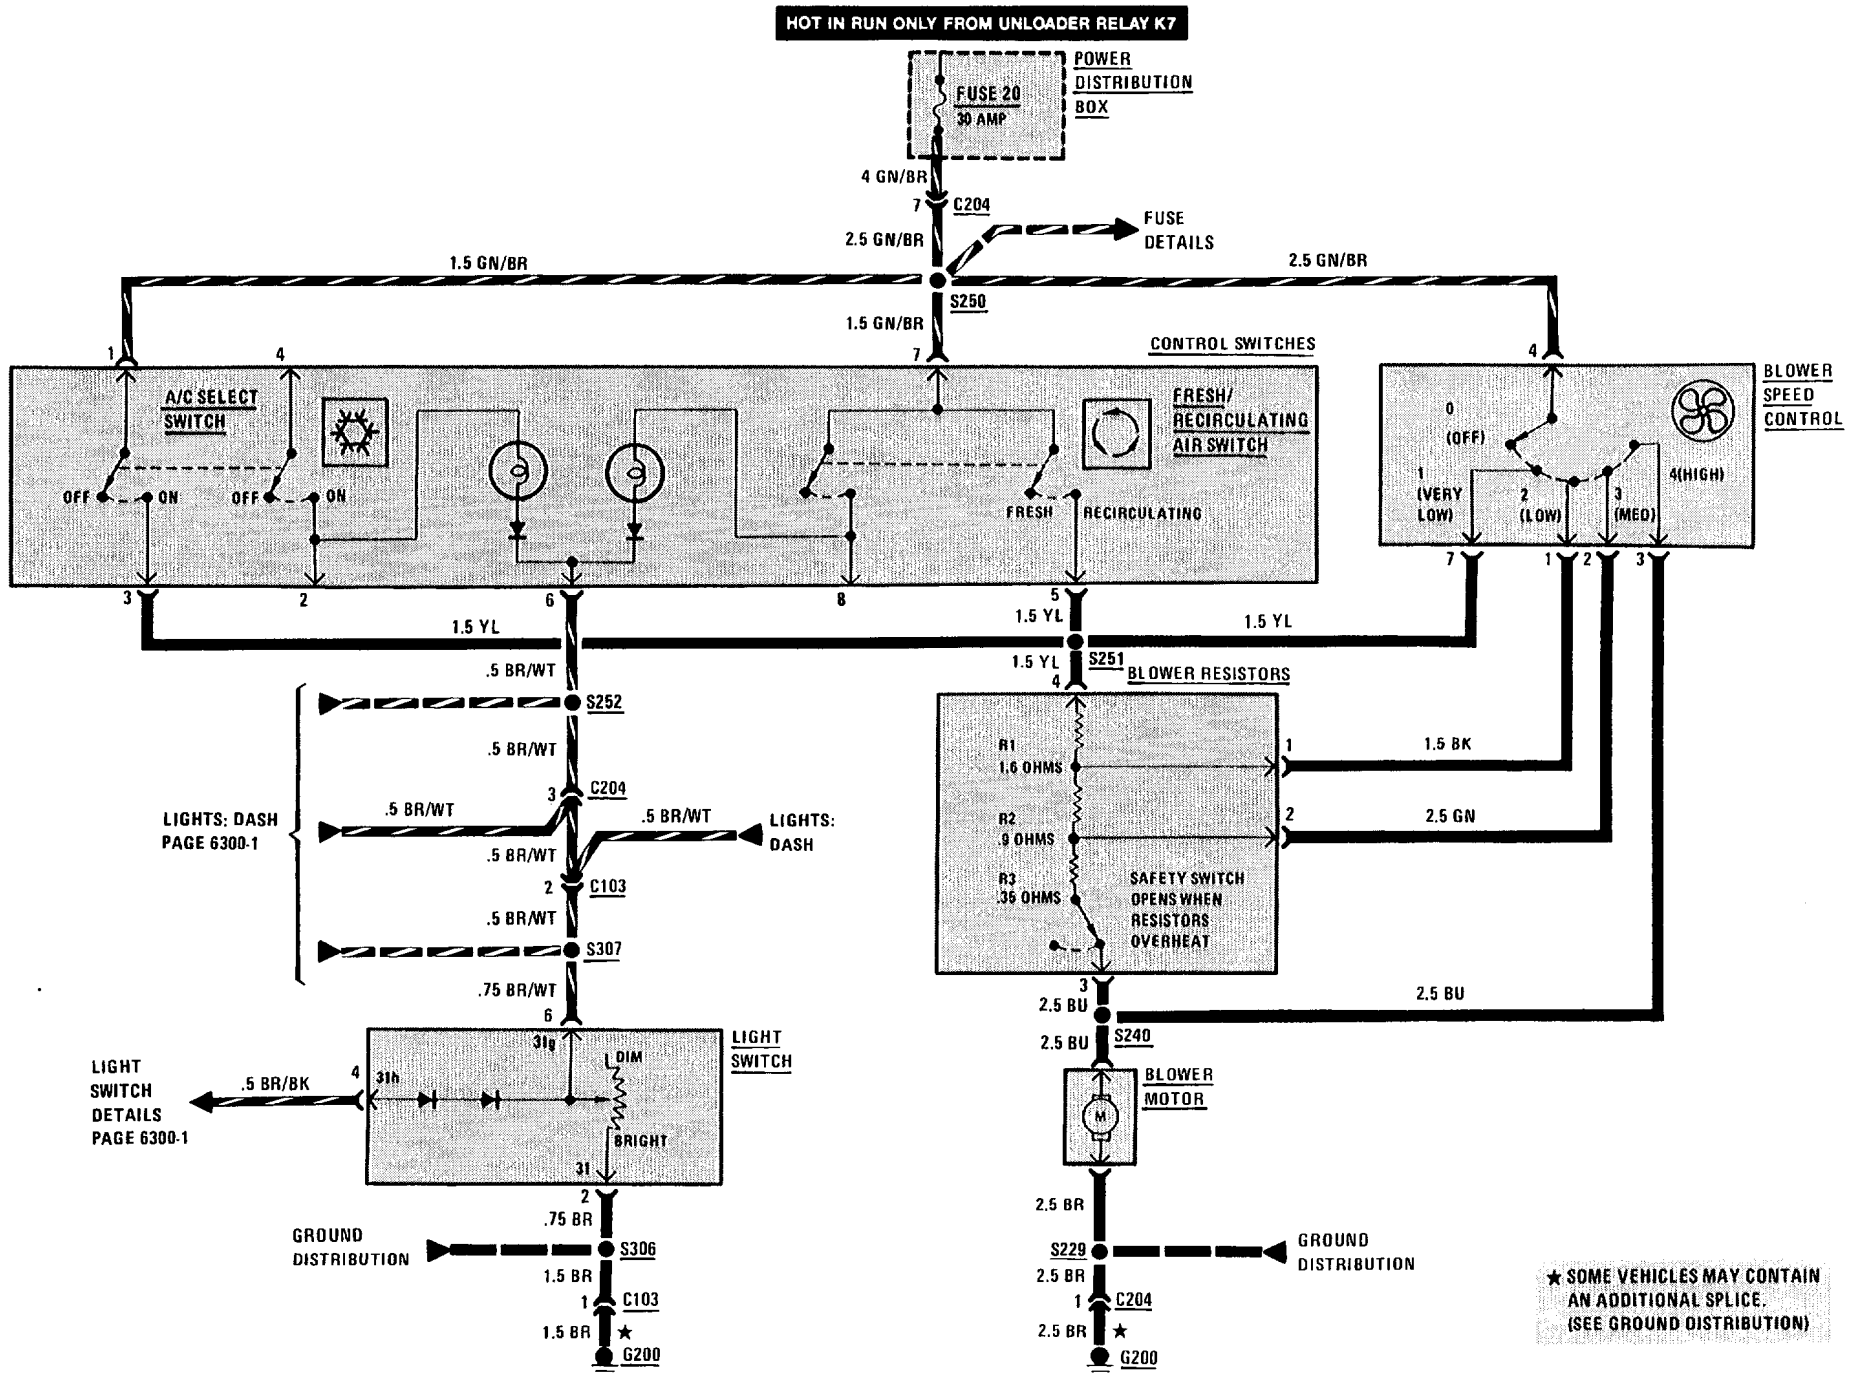 HOT IN RUN ONLY FROM UNLOADER RELAY K7
POWER
DISTRIBUTION
BOX
FUSE 20
30 AMP
4 GN/BR
7
C204
2.5 GN/BR
FUSE
DETAILS
1.5 GN/BR
2.5 GN/BR
S250
1.5 GN/BR
1
4
7
CONTROL SWITCHES
4
A/C SELECT
SWITCH
FRESH/
RECIRCULATING
AIR SWITCH
BLOWER
SPEED
CONTROL
0
(OFF)
OFF
ON
OFF
ON
FRESH
RECIRCULATING
1
(VERY
LOW)
2
(LOW)
3
(MED)
4(HIGH)
3
2
6
8
5
7
1
2
3
1.5 YL
1.5 YL
1.5 YL
.5 BR/WT
1.5 YL
S251
4
BLOWER RESISTORS
S252
.5 BR/WT
R1
1.6 OHMS
1
1.5 BK
3
C204
LIGHTS: DASH
PAGE 6300-1
.5 BR/WT
.5 BR/WT
LIGHTS:
DASH
R2
.9 OHMS
2
2.5 GN
.5 BR/WT
2
C103
R3
.35 OHMS
SAFETY SWITCH
OPENS WHEN
RESISTORS
OVERHEAT
.5 BR/WT
S307
.75 BR/WT
3
2.5 BU
2.5 BU
6
31g
LIGHT
SWITCH
S240
2.5 BU
LIGHT
SWITCH
DETAILS
PAGE 6300-1
.5 BR/BK
4
31h
DIM
BRIGHT
31
BLOWER
MOTOR
M
2
.75 BR
2.5 BR
GROUND
DISTRIBUTION
S306
S229
GROUND
DISTRIBUTION
1.5 BR
2.5 BR
1
C103
1
C204
1.5 BR ★
2.5 BR ★
G200
G200
★ SOME VEHICLES MAY CONTAIN
AN ADDITIONAL SPLICE.
(SEE GROUND DISTRIBUTION)